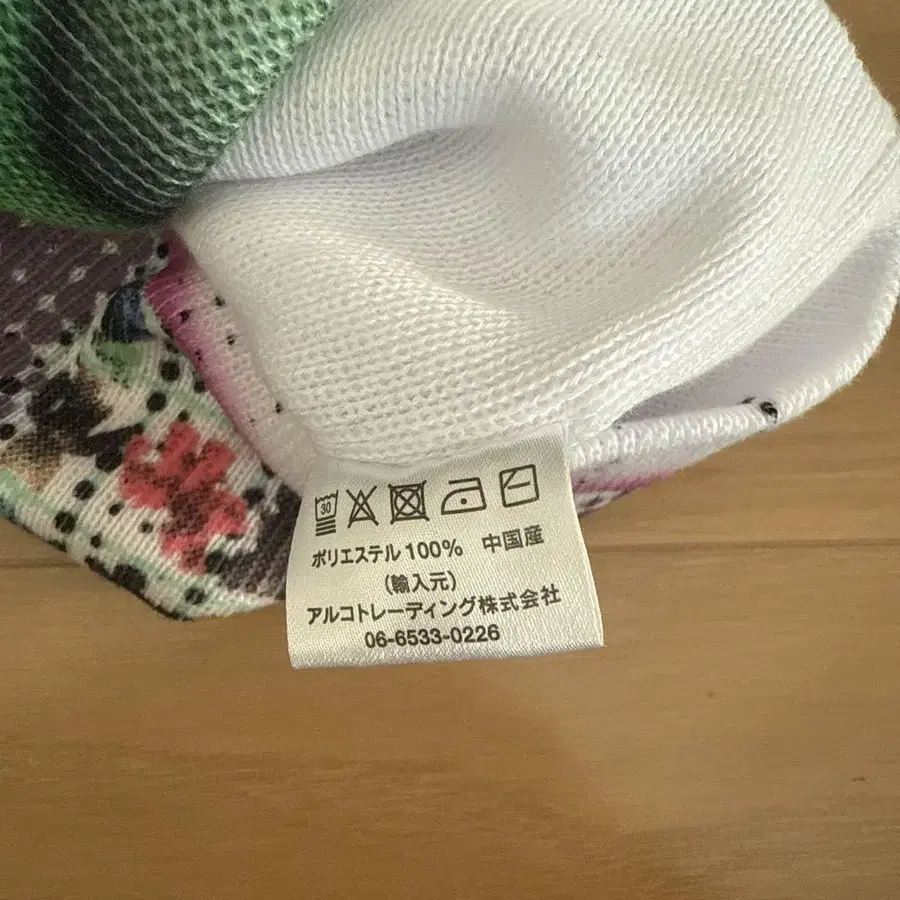 30
ポリエステル100% 中国産
(輸入元)
アルコトレーディング株式会社
06-6533-0226